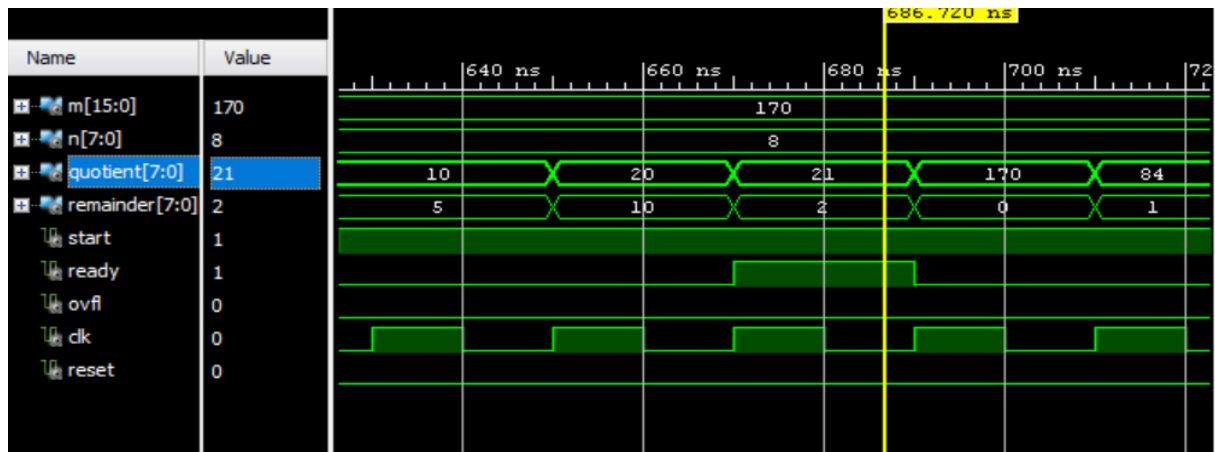 686.720 ns
Name Value
640 ns 660 ns 680 ns 700 ns 72
m[15:0] 170 170
n[7:0] 8 8
quotient[7:0] 21 10 20 21 170 84
remainder[7:0] 2 5 10 2 0 1
start 1
ready 1
ovfl 0
clk 0
reset 0